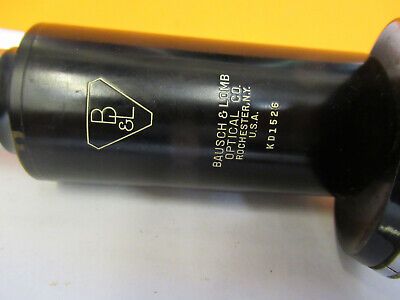 B&L
BAUSCH & LOMB
OPTICAL CO.
ROCHESTER, N.Y.
U.S.A.
KD1526